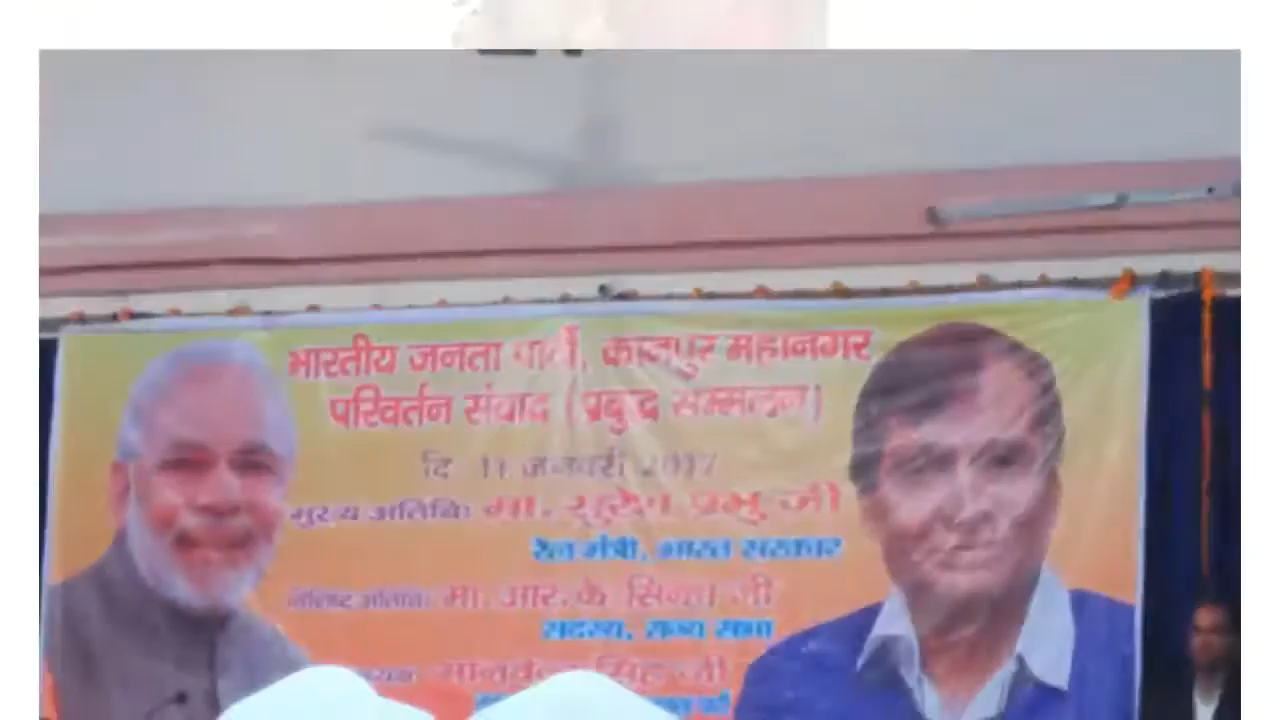 भारतीय जनता पार्टी, कानपुर महानगर
परिवर्तन संवाद (प्रबुद्ध सम्मेलन)
दि 11 जनवरी 2017
मुख्य अतिथि: मा. सुरेश प्रभु जी
रेल मंत्री, भारत सरकार
मा. आर.के सिन्हा जी
सदस्य, राज्य सभा
सिंह जी